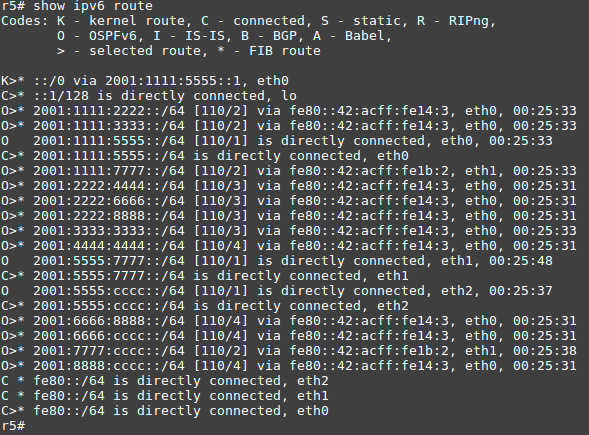 r5# show ipv6 route
Codes: K - kernel route, C - connected, S - static, R - RIPng,
       O - OSPFv6, I - IS-IS, B - BGP, A - Babel,
       > - selected route, * - FIB route

K>* ::/0 via 2001:1111:5555::1, eth0
C>* ::1/128 is directly connected, lo
O>* 2001:1111:2222::/64 [110/2] via fe80::42:acff:fe14:3, eth0, 00:25:33
O>* 2001:1111:3333::/64 [110/2] via fe80::42:acff:fe14:3, eth0, 00:25:33
O   2001:1111:5555::/64 [110/1] is directly connected, eth0, 00:25:33
C>* 2001:1111:5555::/64 is directly connected, eth0
O>* 2001:1111:7777::/64 [110/2] via fe80::42:acff:fe1b:2, eth1, 00:25:33
O>* 2001:2222:4444::/64 [110/3] via fe80::42:acff:fe14:3, eth0, 00:25:31
O>* 2001:2222:6666::/64 [110/3] via fe80::42:acff:fe14:3, eth0, 00:25:31
O>* 2001:2222:8888::/64 [110/3] via fe80::42:acff:fe14:3, eth0, 00:25:31
O>* 2001:3333:3333::/64 [110/3] via fe80::42:acff:fe14:3, eth0, 00:25:33
O>* 2001:4444:4444::/64 [110/4] via fe80::42:acff:fe14:3, eth0, 00:25:31
O   2001:5555:7777::/64 [110/1] is directly connected, eth1, 00:25:48
C>* 2001:5555:7777::/64 is directly connected, eth1
O   2001:5555:cccc::/64 [110/1] is directly connected, eth2, 00:25:37
C>* 2001:5555:cccc::/64 is directly connected, eth2
O>* 2001:6666:8888::/64 [110/4] via fe80::42:acff:fe14:3, eth0, 00:25:31
O>* 2001:6666:cccc::/64 [110/4] via fe80::42:acff:fe14:3, eth0, 00:25:31
O>* 2001:7777:cccc::/64 [110/2] via fe80::42:acff:fe1b:2, eth1, 00:25:38
O>* 2001:8888:cccc::/64 [110/4] via fe80::42:acff:fe14:3, eth0, 00:25:31
C * fe80::/64 is directly connected, eth2
C * fe80::/64 is directly connected, eth1
C>* fe80::/64 is directly connected, eth0
r5#